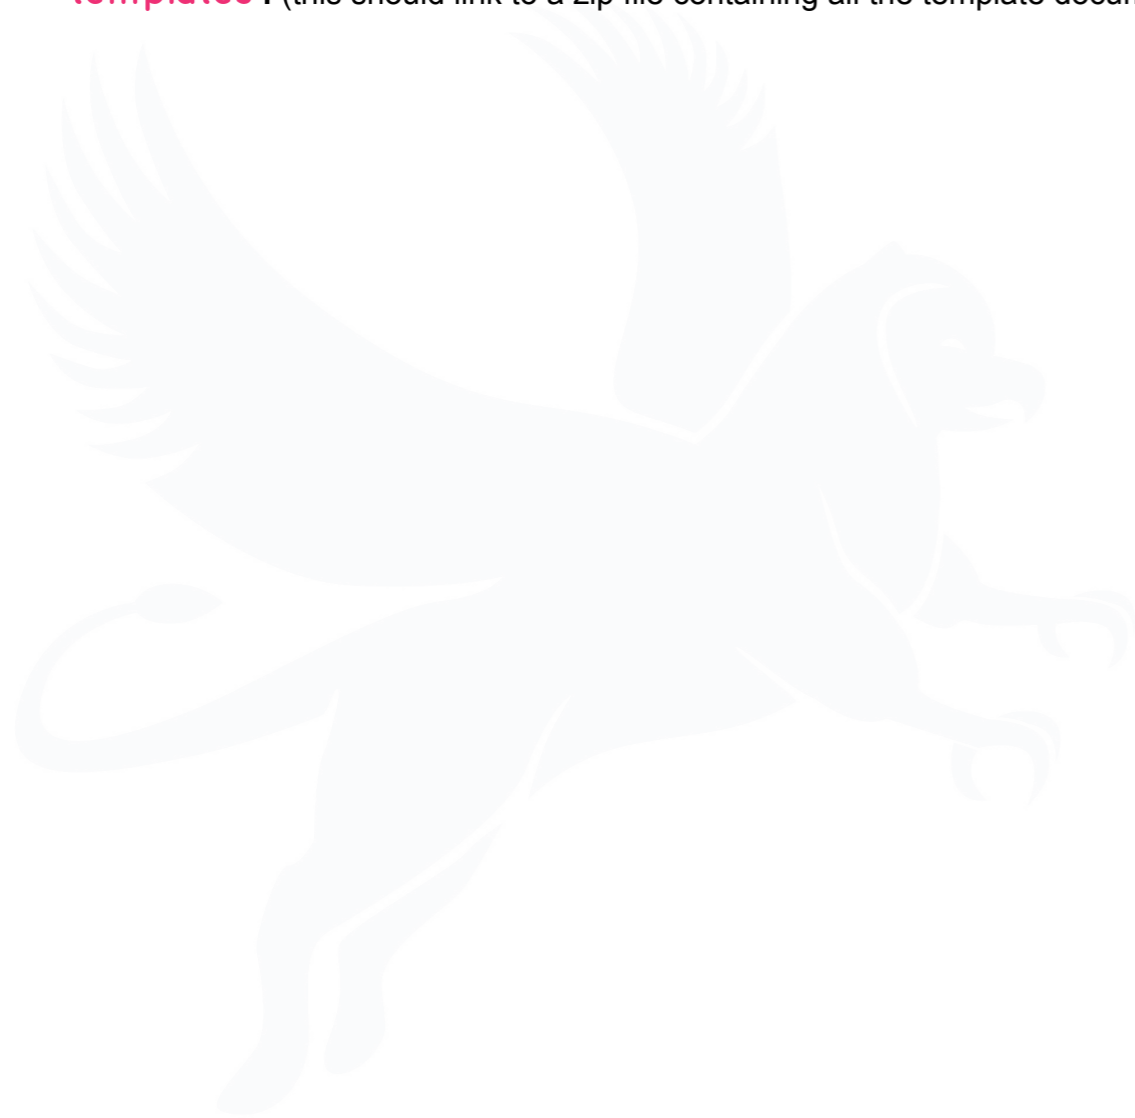 templates . (this should link to a zip file containing all the template